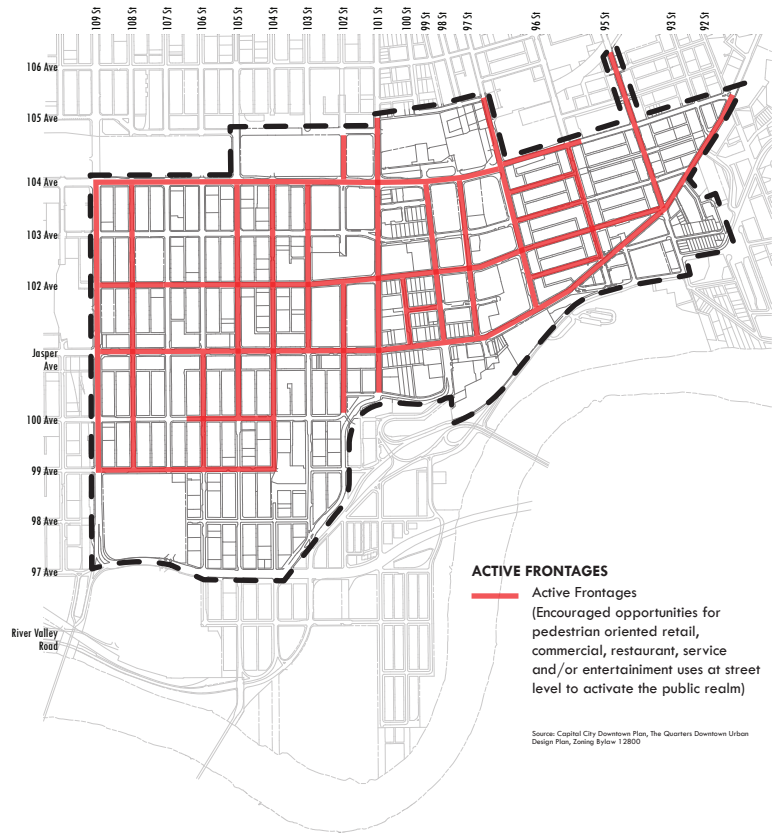 109 St
108 St
107 St
106 St
105 St
104 St
103 St
102 St
101 St
100 St
99 St
98 St
97 St
96 St
95 St
93 St
92 St
106 Ave
105 Ave
104 Ave
103 Ave
102 Ave
Jasper
Ave
100 Ave
99 Ave
98 Ave
97 Ave
River Valley
Road
ACTIVE FRONTAGES
Active Frontages
(Encouraged opportunities for
pedestrian oriented retail,
commercial, restaurant, service
and/or entertainiment uses at street
level to activate the public realm)
Source: Capital City Downtown Plan, The Quarters Downtown Urban
Design Plan, Zoning Bylaw 12800